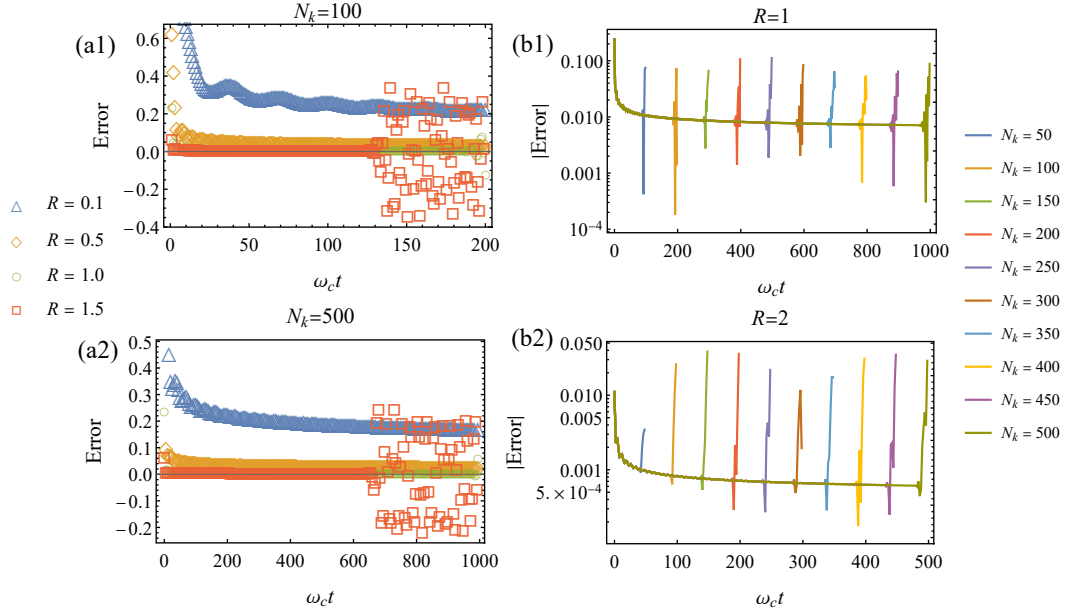 N_k=100
(a1)
Error
0.6
0.4
0.2
0.0
−0.2
−0.4
0
50
100
150
200
ω_c t
R = 0.1
R = 0.5
R = 1.0
R = 1.5
N_k=500
(a2)
Error
0.5
0.4
0.3
0.2
0.1
0.0
−0.1
−0.2
0
200
400
600
800
1000
ω_c t
R=1
(b1)
|Error|
0.100
0.010
0.001
10⁻⁴
0
200
400
600
800
1000
ω_c t
R=2
(b2)
|Error|
0.050
0.010
0.005
0.001
5.×10⁻⁴
0
100
200
300
400
500
ω_c t
N_k = 50
N_k = 100
N_k = 150
N_k = 200
N_k = 250
N_k = 300
N_k = 350
N_k = 400
N_k = 450
N_k = 500